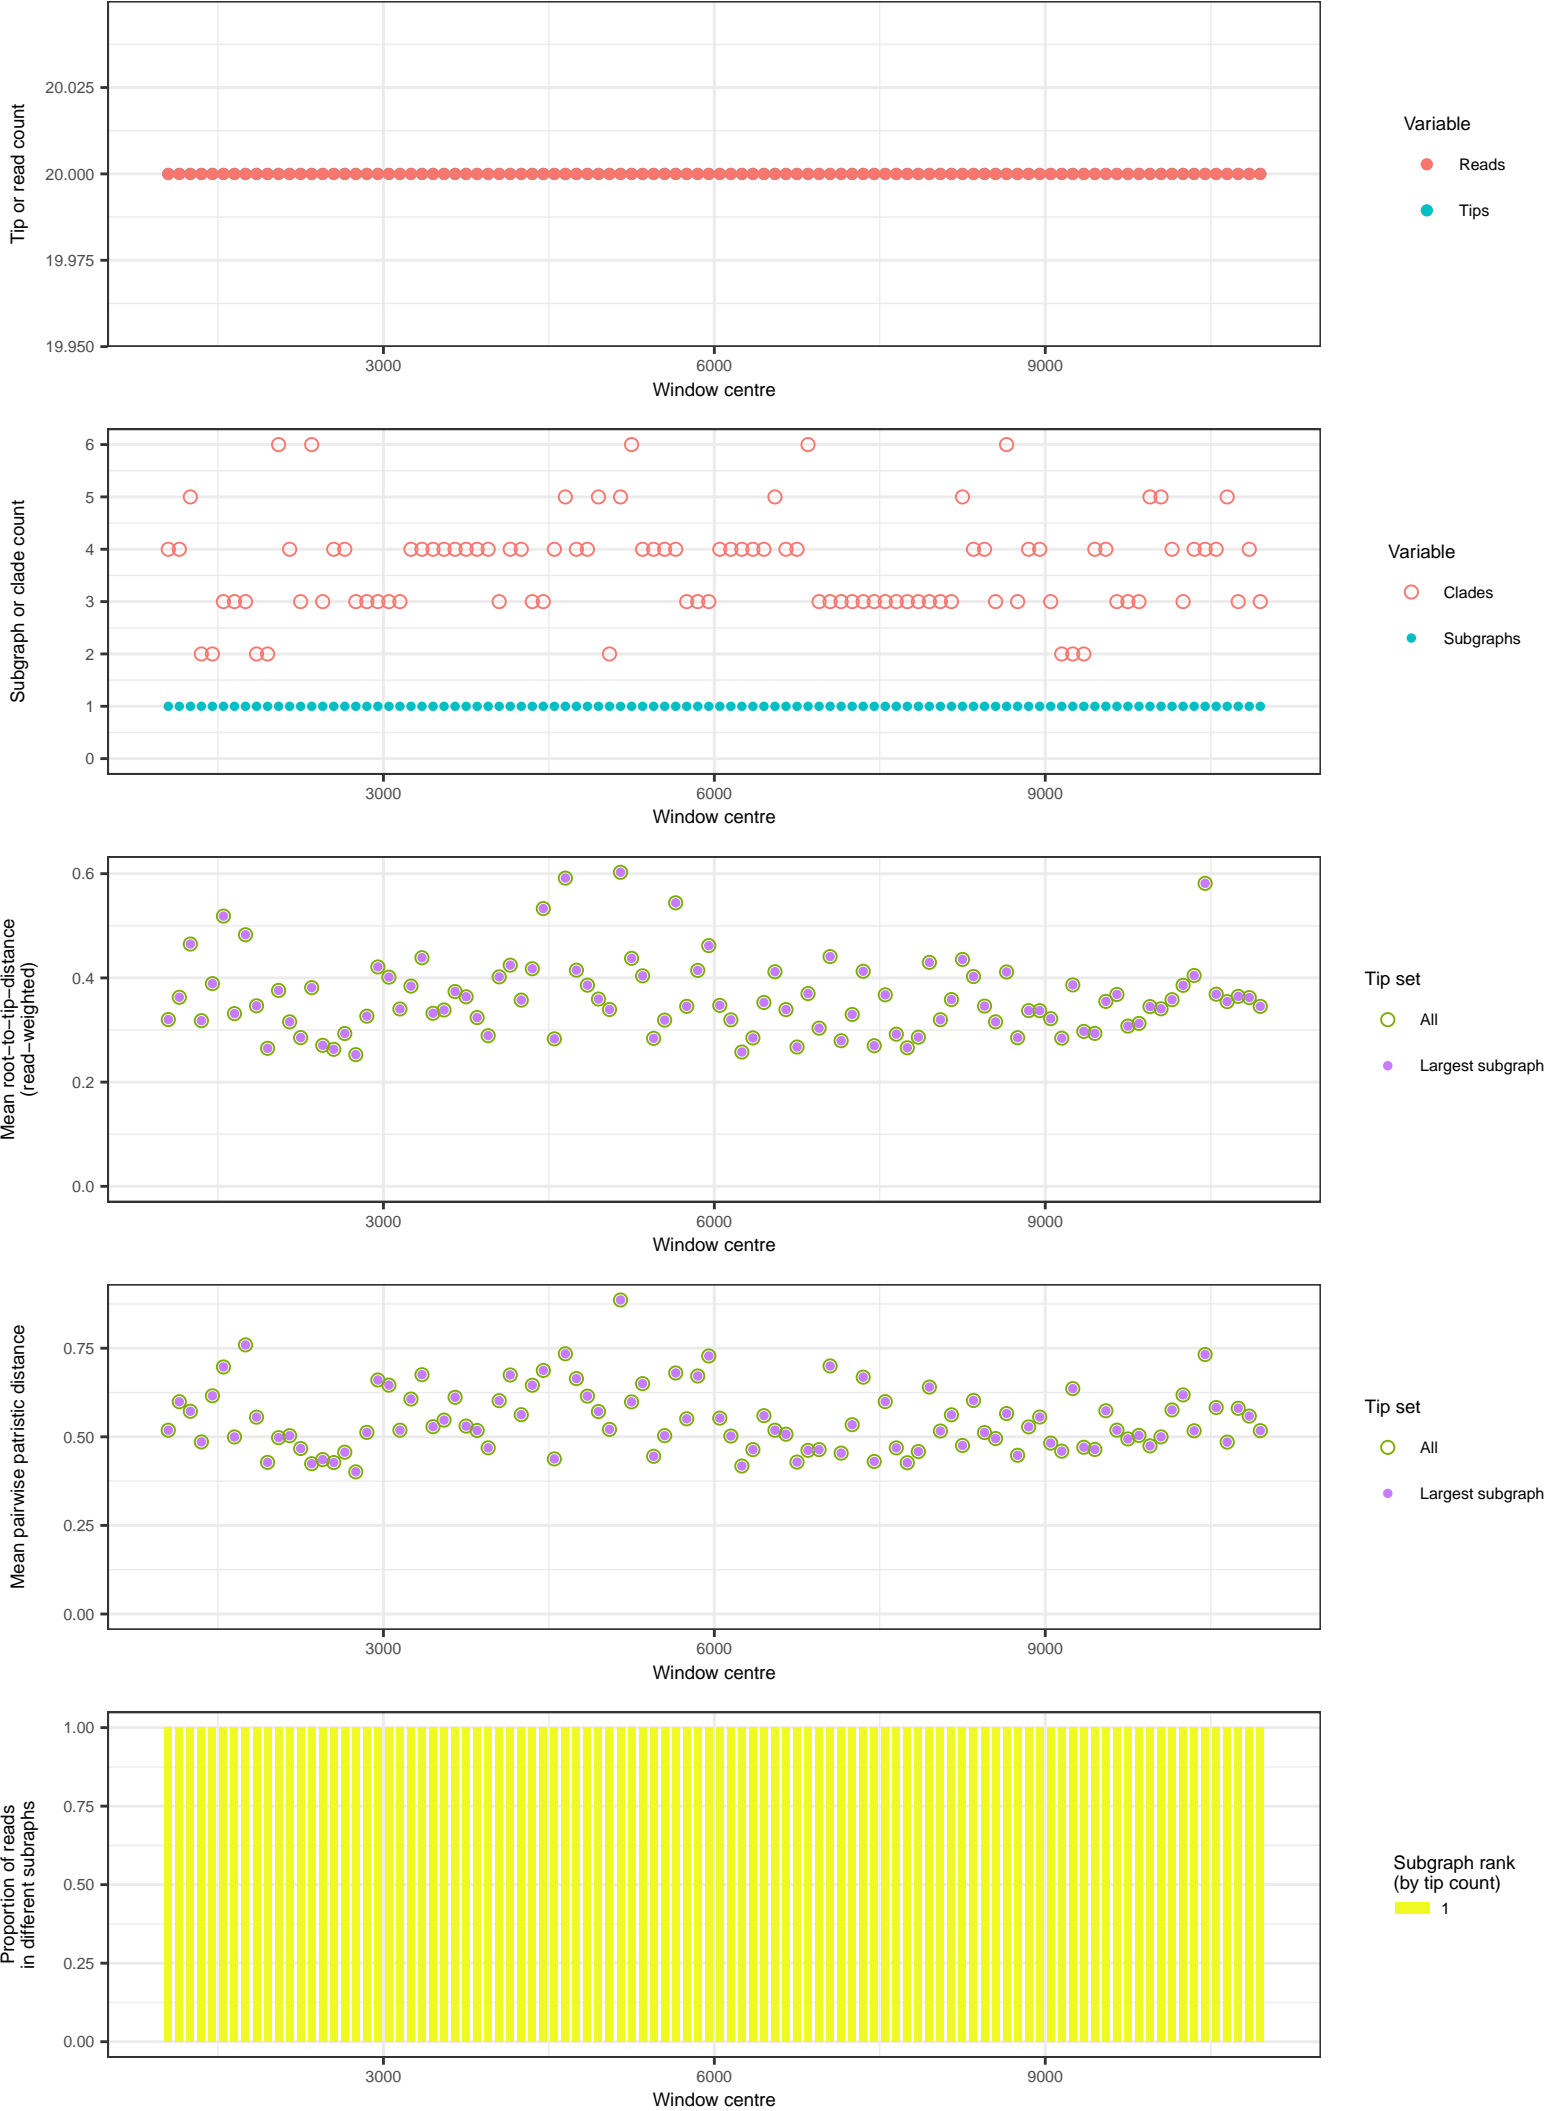 20.025
20.000
19.975
19.950
Tip or read count
3000 6000 9000
Window centre
Variable
Reads
Tips
6
5
4
3
2
1
0
Subgraph or clade count
3000 6000 9000
Window centre
Variable
Clades
Subgraphs
0.6
0.4
0.2
0.0
Mean root−to−tip−distance
(read−weighted)
3000 6000 9000
Window centre
Tip set
All
Largest subgraph
0.75
0.50
0.25
0.00
Mean pairwise patristic distance
3000 6000 9000
Window centre
Tip set
All
Largest subgraph
1.00
0.75
0.50
0.25
0.00
Proportion of reads
in different subraphs
3000 6000 9000
Window centre
Subgraph rank
(by tip count)
1